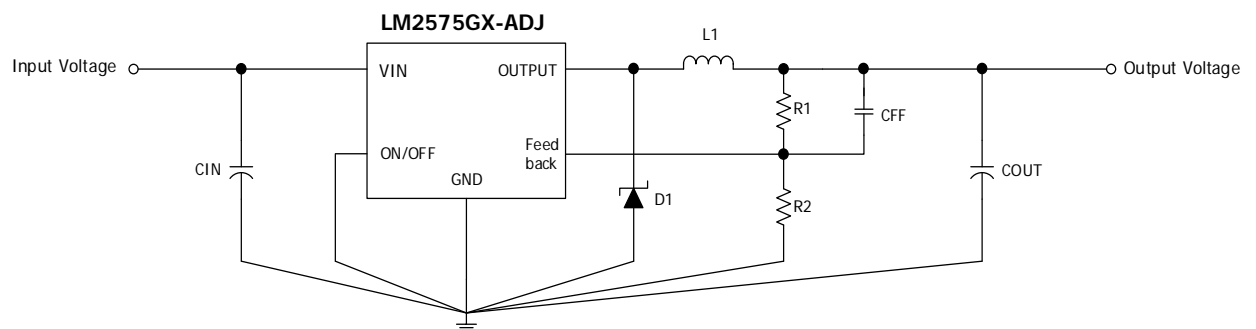 LM2575GX-ADJ
L1
Input Voltage
VIN
OUTPUT
Output Voltage
R1
CFF
ON/OFF
Feed
back
CIN
GND
COUT
D1
R2